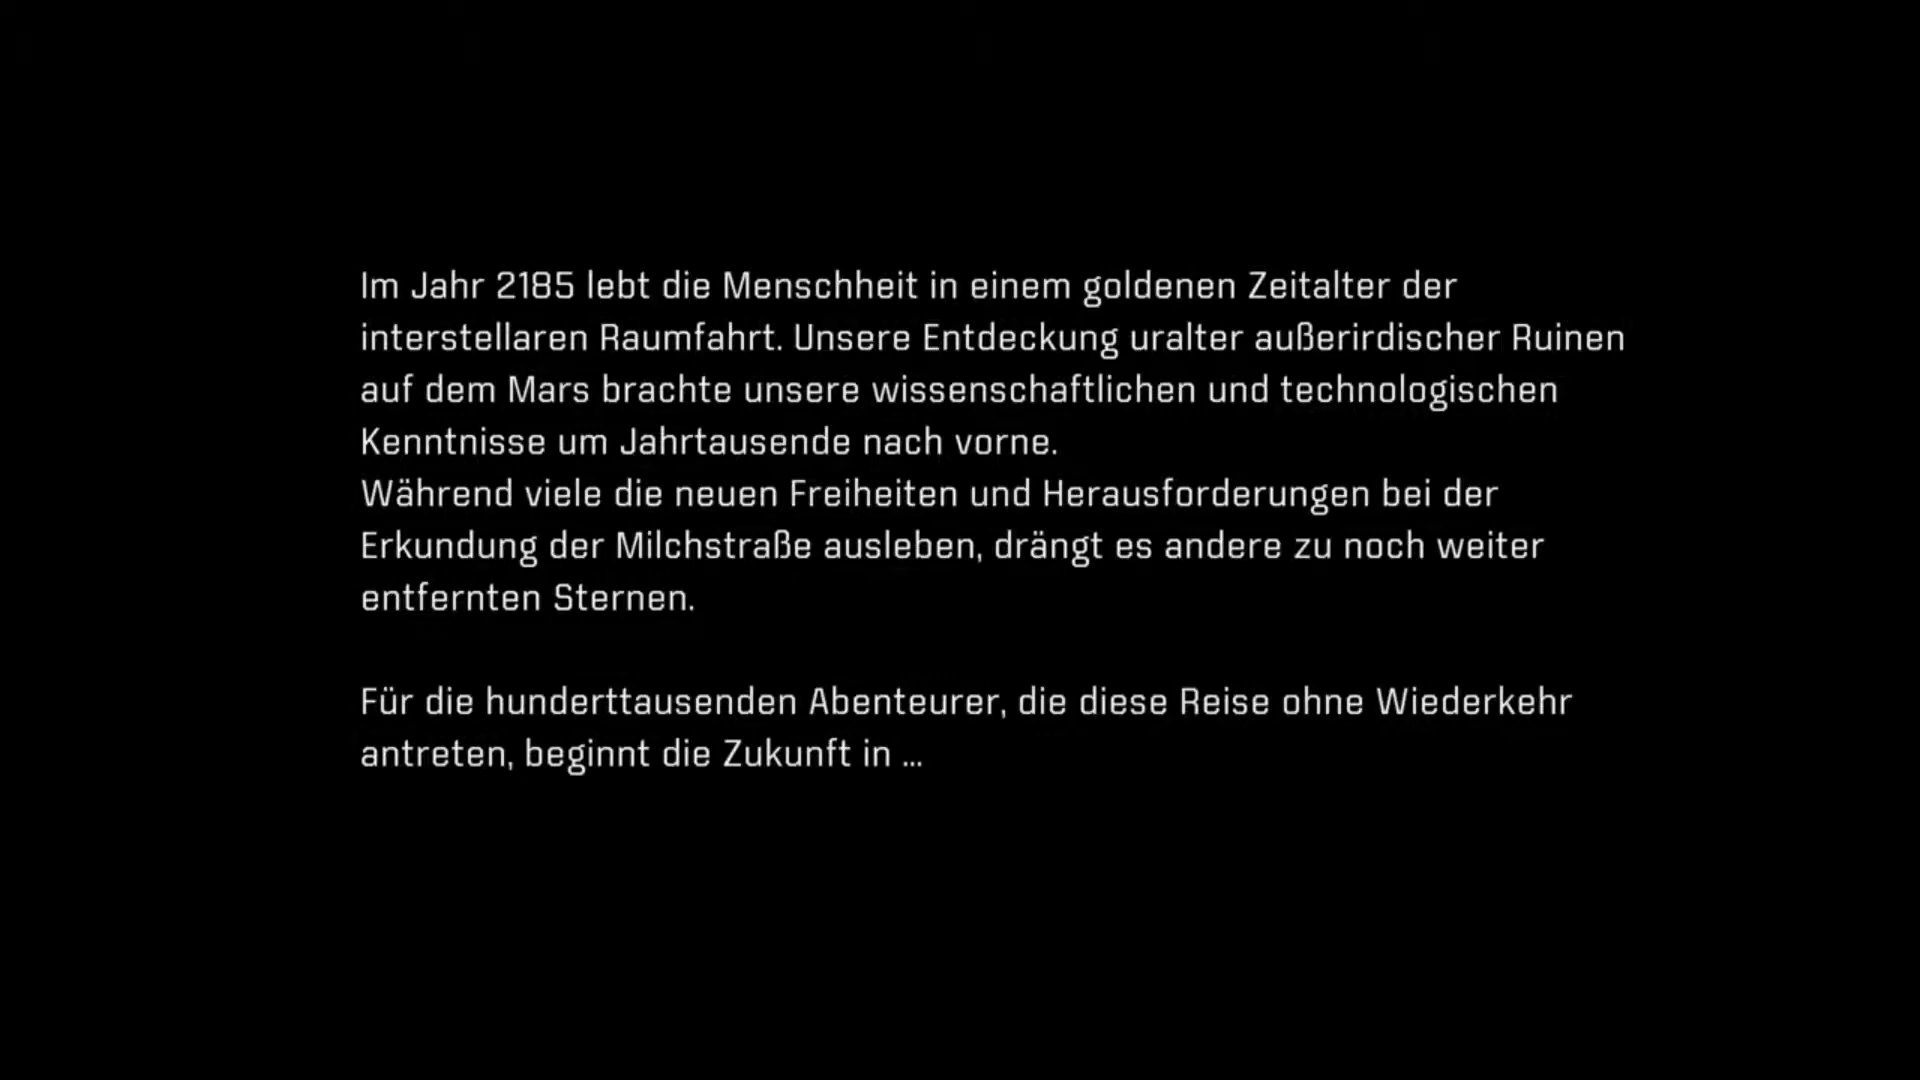 Im Jahr 2185 lebt die Menschheit in einem goldenen Zeitalter der
interstellaren Raumfahrt. Unsere Entdeckung uralter außerirdischer Ruinen
auf dem Mars brachte unsere wissenschaftlichen und technologischen
Kenntnisse um Jahrtausende nach vorne.
Während viele die neuen Freiheiten und Herausforderungen bei der
Erkundung der Milchstraße ausleben, drängt es andere zu noch weiter
entfernten Sternen.
Für die hunderttausenden Abenteurer, die diese Reise ohne Wiederkehr
antreten, beginnt die Zukunft in ...